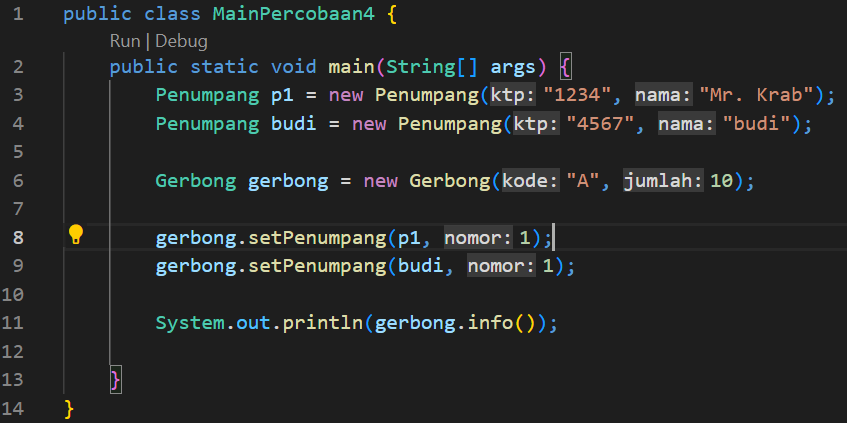 1 public class MainPercobaan4 {
Run | Debug
2 public static void main(String[] args) {
3 Penumpang p1 = new Penumpang(ktp: "1234", nama: "Mr. Krab");
4 Penumpang budi = new Penumpang(ktp: "4567", nama: "budi");
5
6 Gerbong gerbong = new Gerbong(kode: "A", jumlah: 10);
7
8 gerbong.setPenumpang(p1, nomor: 1);
9 gerbong.setPenumpang(budi, nomor: 1);
10
11 System.out.println(gerbong.info());
12
13 }
14 }